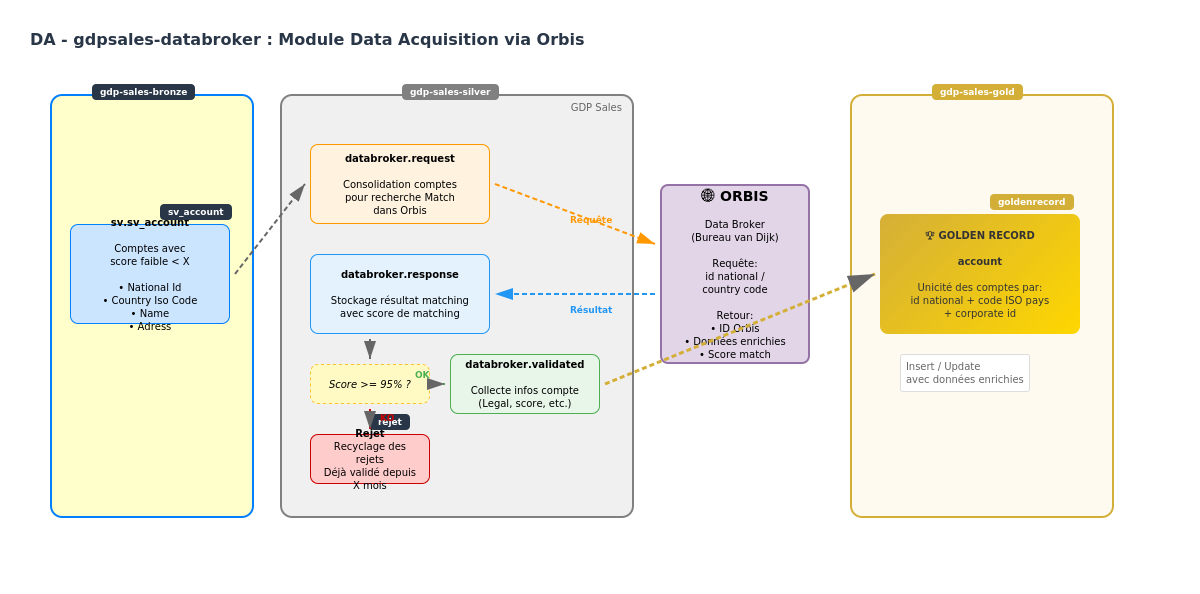 DA - gdpsales-databroker : Module Data Acquisition via Orbis
gdp-sales-bronze
sv_account
sv.sv_account
Comptes avec
score faible < X
• National Id
• Country Iso Code
• Name
• Adress
gdp-sales-silver
GDP Sales
databroker.request
Consolidation comptes
pour recherche Match
dans Orbis
Requête
databroker.response
Stockage résultat matching
avec score de matching
Résultat
Score >= 95% ?
OK
databroker.validated
Collecte infos compte
(Legal, score, etc.)
rejet
Rejet
Recyclage des
rejets
Déjà validé depuis
X mois
ORBIS
Data Broker
(Bureau van Dijk)
Requête:
id national /
country code
Retour:
• ID Orbis
• Données enrichies
• Score match
gdp-sales-gold
goldenrecord
GOLDEN RECORD
account
Unicité des comptes par:
id national + code ISO pays
+ corporate id
Insert / Update
avec données enrichies